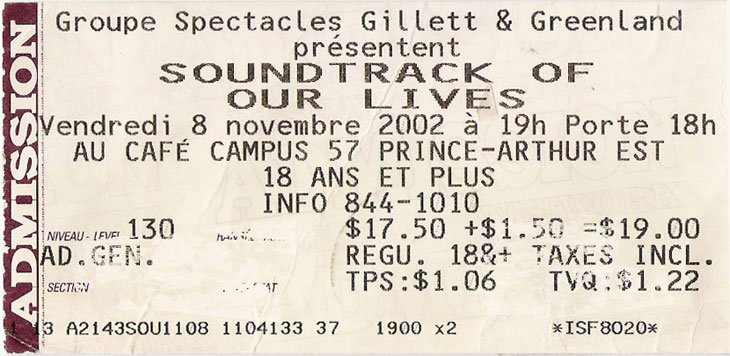 Groupe Spectacles Gillett & Greenland
présentent
SOUNDTRACK OF
OUR LIVES
Vendredi 8 novembre 2002 à 19h Porte 18h
AU CAFÉ CAMPUS 57 PRINCE-ARTHUR EST
18 ANS ET PLUS
INFO 844-1010
NIVEAU - LEVEL 130 $17.50 +$1.50 =$19.00
AD.GEN. REGU. 18&+ TAXES INCL.
SECTION TPS:$1.06 TVQ:$1.22
1 13 A2143SOU1108 1104133 37 1900 x2 *ISF8020*
ADMISSION